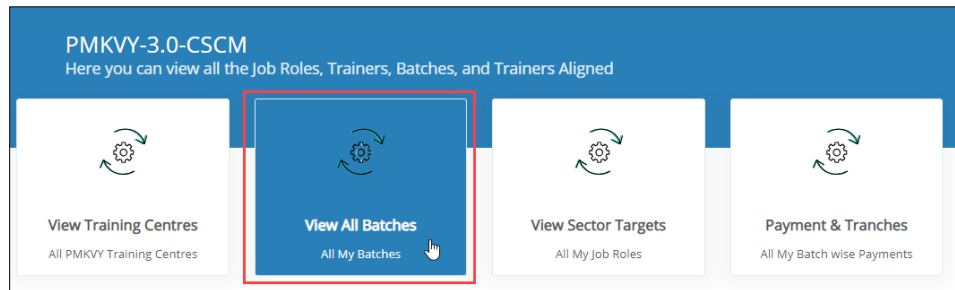 PMKVY-3.0-CSCM
Here you can view all the Job Roles, Trainers, Batches, and Trainers Aligned
View Training Centres
All PMKVY Training Centres
View All Batches
All My Batches
View Sector Targets
All My Job Roles
Payment & Tranches
All My Batch wise Payments